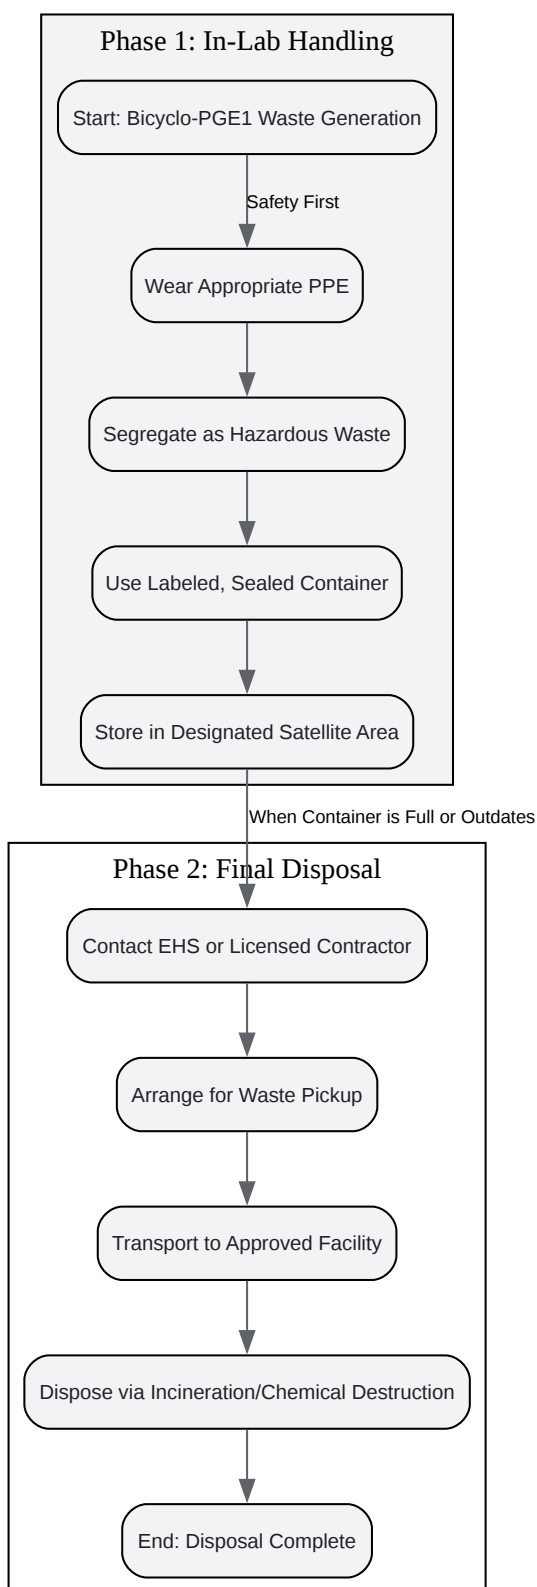 Phase 1: In-Lab Handling
Start: Bicyclo-PGE1 Waste Generation
Safety First
Wear Appropriate PPE
Segregate as Hazardous Waste
Use Labeled, Sealed Container
Store in Designated Satellite Area
When Container is Full or Outdates
Phase 2: Final Disposal
Contact EHS or Licensed Contractor
Arrange for Waste Pickup
Transport to Approved Facility
Dispose via Incineration/Chemical Destruction
End: Disposal Complete